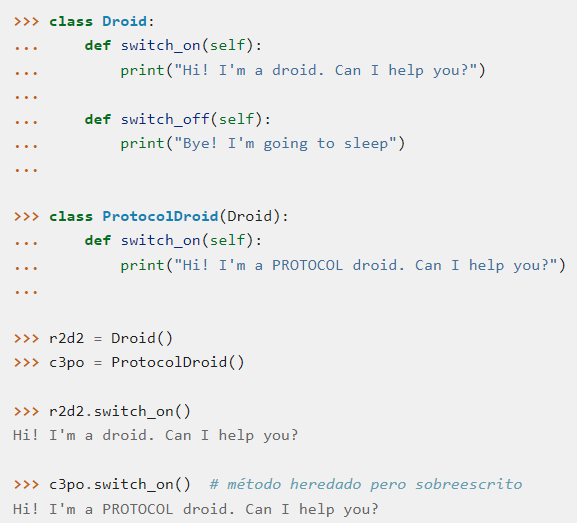 >>> class Droid:
...     def switch_on(self):
...         print("Hi! I'm a droid. Can I help you?")
...
...     def switch_off(self):
...         print("Bye! I'm going to sleep")
...
>>> class ProtocolDroid(Droid):
...     def switch_on(self):
...         print("Hi! I'm a PROTOCOL droid. Can I help you?")
...
>>> r2d2 = Droid()
>>> c3po = ProtocolDroid()
>>> r2d2.switch_on()
Hi! I'm a droid. Can I help you?
>>> c3po.switch_on()  # método heredado pero sobreescrito
Hi! I'm a PROTOCOL droid. Can I help you?